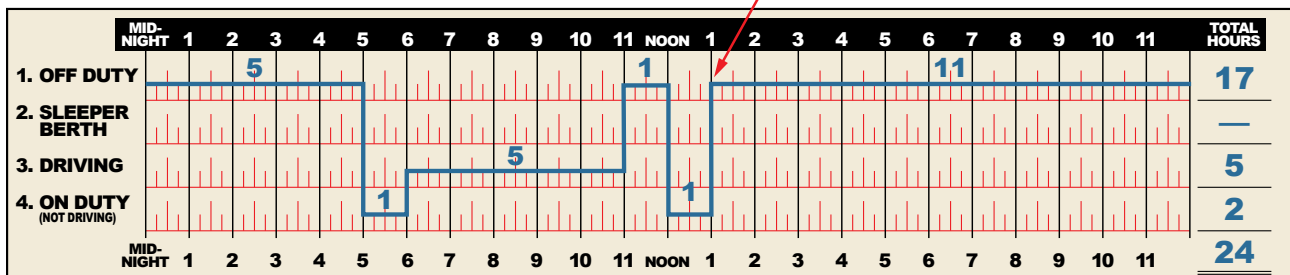 MID-NIGHT 1 2 3 4 5 6 7 8 9 10 11 NOON 1 2 3 4 5 6 7 8 9 10 11 TOTAL HOURS
1. OFF DUTY 5 1 11 17
2. SLEEPER BERTH —
3. DRIVING 5 5
4. ON DUTY (NOT DRIVING) 1 1 2
MID-NIGHT 1 2 3 4 5 6 7 8 9 10 11 NOON 1 2 3 4 5 6 7 8 9 10 11 24